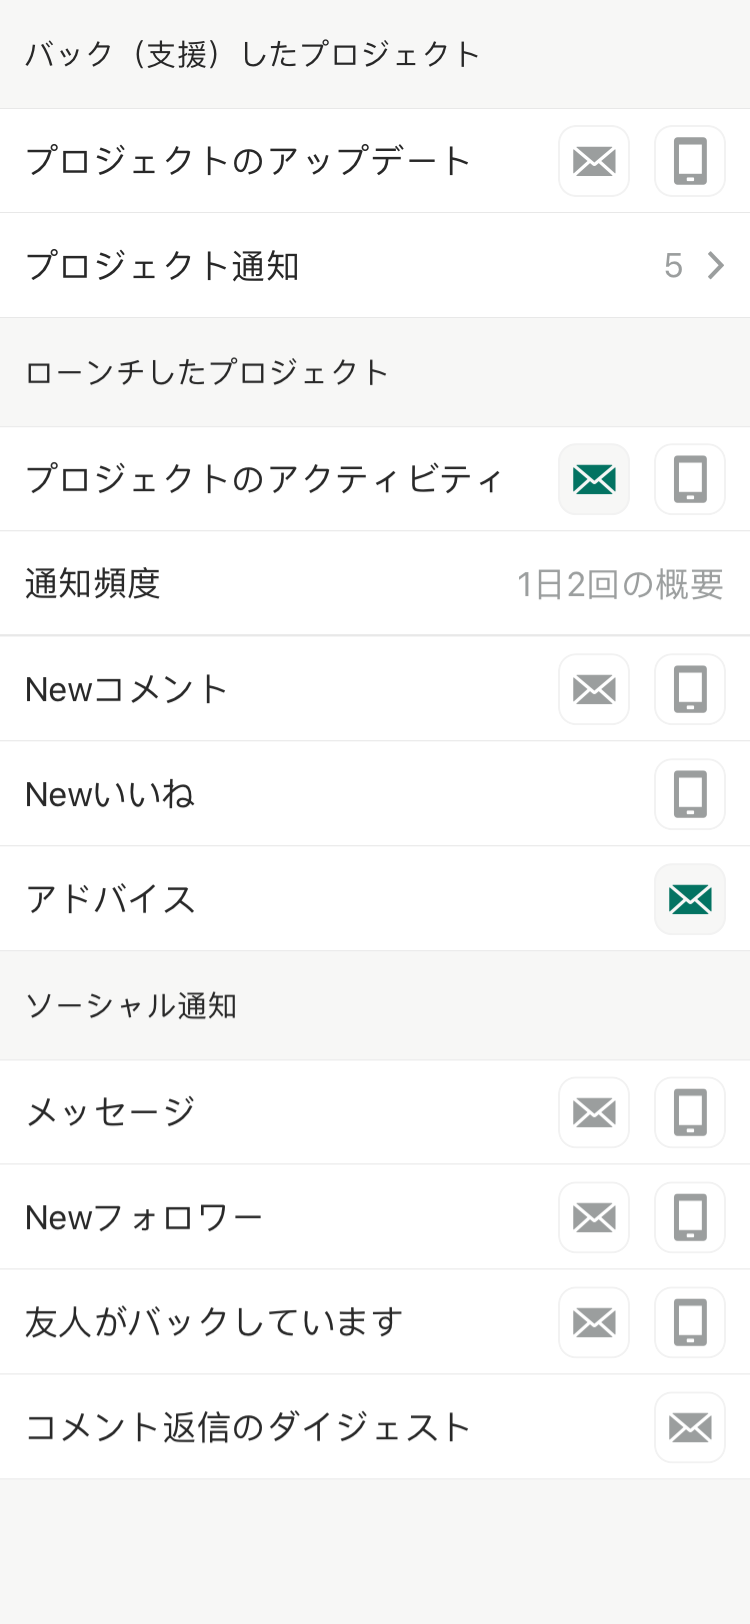 バック（支援）したプロジェクト
プロジェクトのアップデート
プロジェクト通知 5
ローンチしたプロジェクト
プロジェクトのアクティビティ
通知頻度 1日2回の概要
Newコメント
Newいいね
アドバイス
ソーシャル通知
メッセージ
Newフォロワー
友人がバックしています
コメント返信のダイジェスト